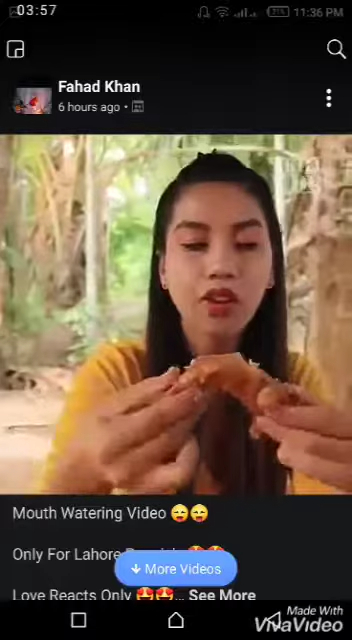 03:57
11:36 PM
Fahad Khan
6 hours ago •
Mouth Watering Video 😋😋
Only For Lahore
↓ More Videos
Love Reacts Only 😍😍... See More
Made With
VivaVideo